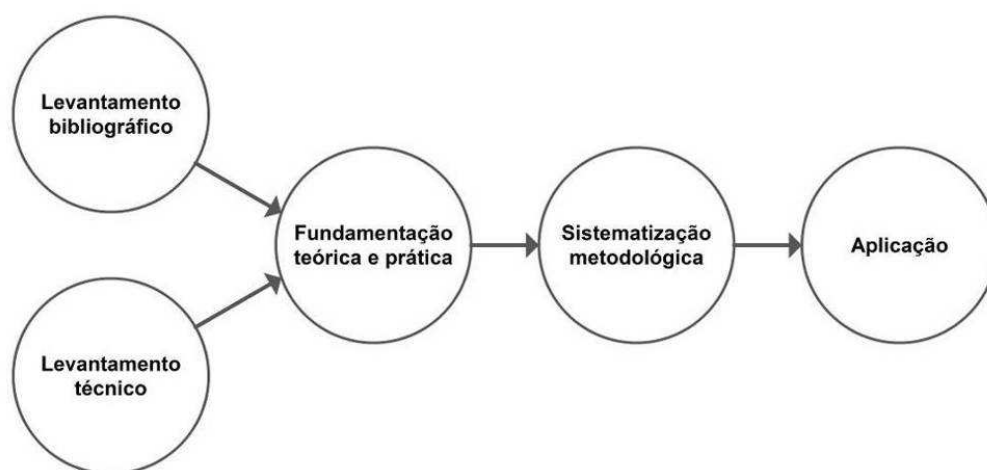 Levantamento
bibliográfico
Levantamento
técnico
Fundamentação
teórica e prática
Sistematização
metodológica
Aplicação